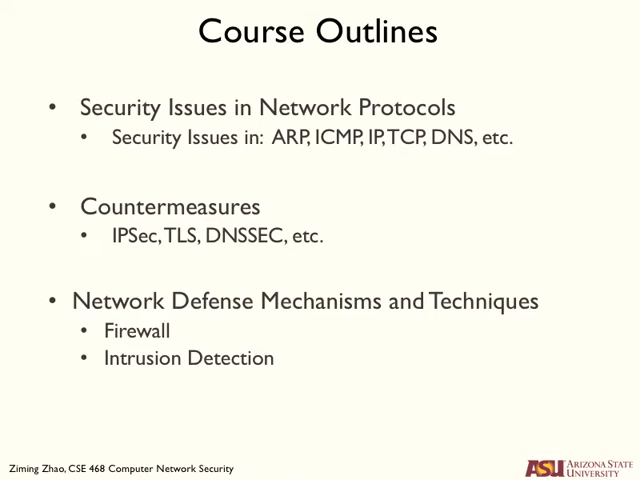 Course Outlines
• Security Issues in Network Protocols
• Security Issues in: ARP, ICMP, IP, TCP, DNS, etc.
• Countermeasures
• IPSec, TLS, DNSSEC, etc.
• Network Defense Mechanisms and Techniques
• Firewall
• Intrusion Detection
Ziming Zhao, CSE 468 Computer Network Security
ASU ARIZONA STATE
UNIVERSITY